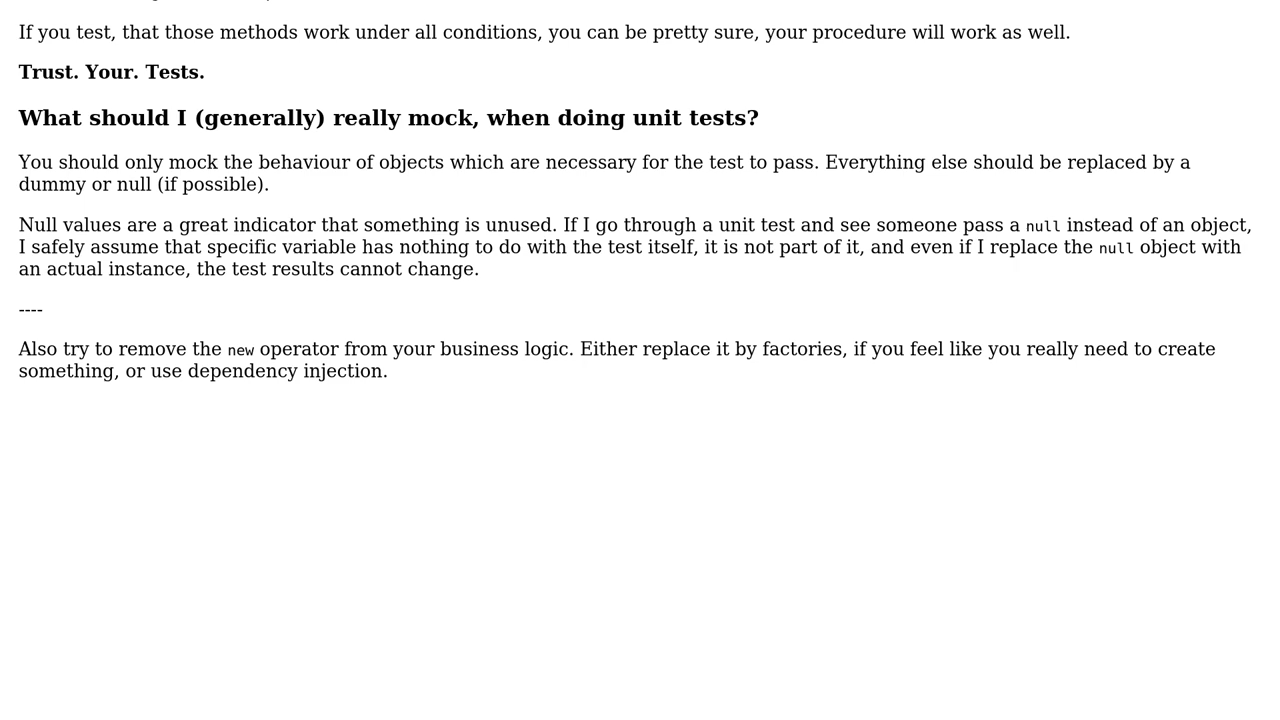 If you test, that those methods work under all conditions, you can be pretty sure, your procedure will work as well.
Trust. Your. Tests.
What should I (generally) really mock, when doing unit tests?
You should only mock the behaviour of objects which are necessary for the test to pass. Everything else should be replaced by a
dummy or null (if possible).
Null values are a great indicator that something is unused. If I go through a unit test and see someone pass a null instead of an object,
I safely assume that specific variable has nothing to do with the test itself, it is not part of it, and even if I replace the null object with
an actual instance, the test results cannot change.
----
Also try to remove the new operator from your business logic. Either replace it by factories, if you feel like you really need to create
something, or use dependency injection.